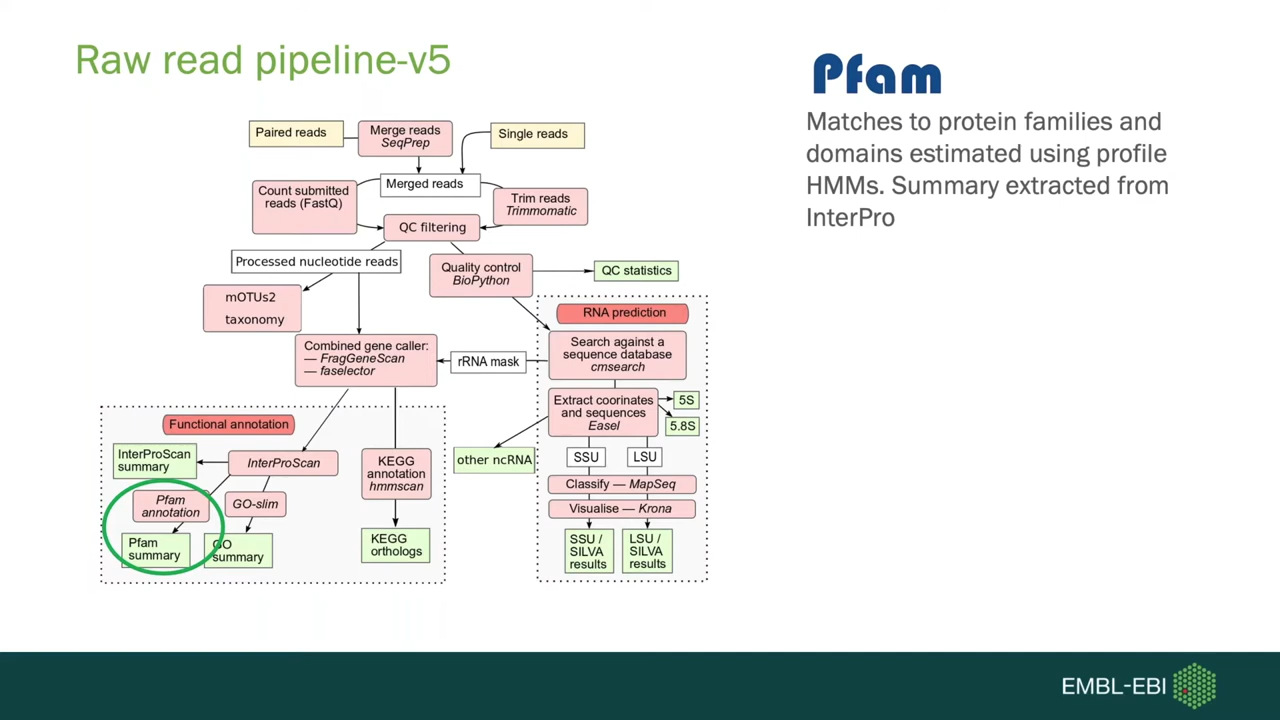 Raw read pipeline-v5
Pfam
Matches to protein families and
domains estimated using profile
HMMs. Summary extracted from
InterPro
Paired reads
Merge reads
SeqPrep
Single reads
Merged reads
Count submitted
reads (FastQ)
Trim reads
Trimmomatic
QC filtering
Processed nucleotide reads
Quality control
BioPython
QC statistics
mOTUs2
taxonomy
RNA prediction
Combined gene caller:
— FragGeneScan
— faselector
rRNA mask
Search against a
sequence database
cmsearch
Extract coorinates
and sequences
Easel
5S
5.8S
Functional annotation
InterProScan
summary
InterProScan
KEGG
annotation
hmmscan
other ncRNA
SSU
LSU
Classify — MapSeq
Visualise — Krona
Pfam
annotation
GO-slim
Pfam
summary
GO
summary
KEGG
orthologs
SSU /
SILVA
results
LSU /
SILVA
results
EMBL-EBI